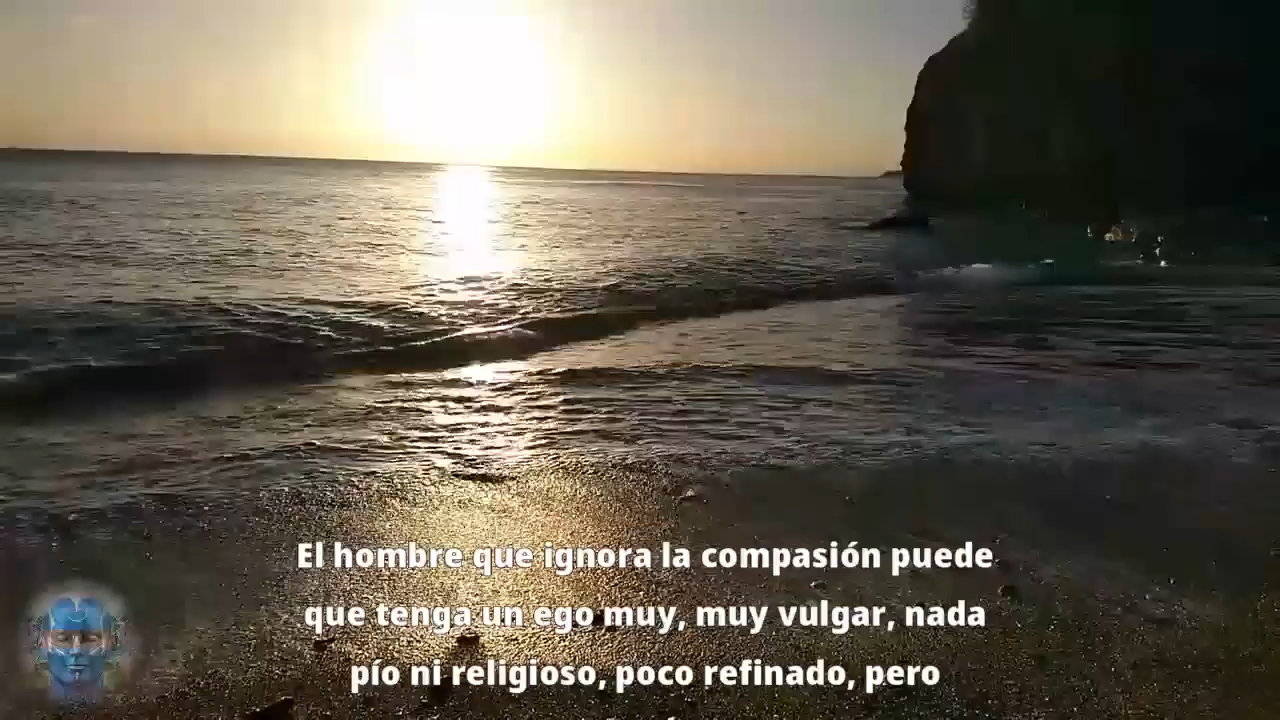 El hombre que ignora la compasión puede
que tenga un ego muy, muy vulgar, nada
pío ni religioso, poco refinado, pero